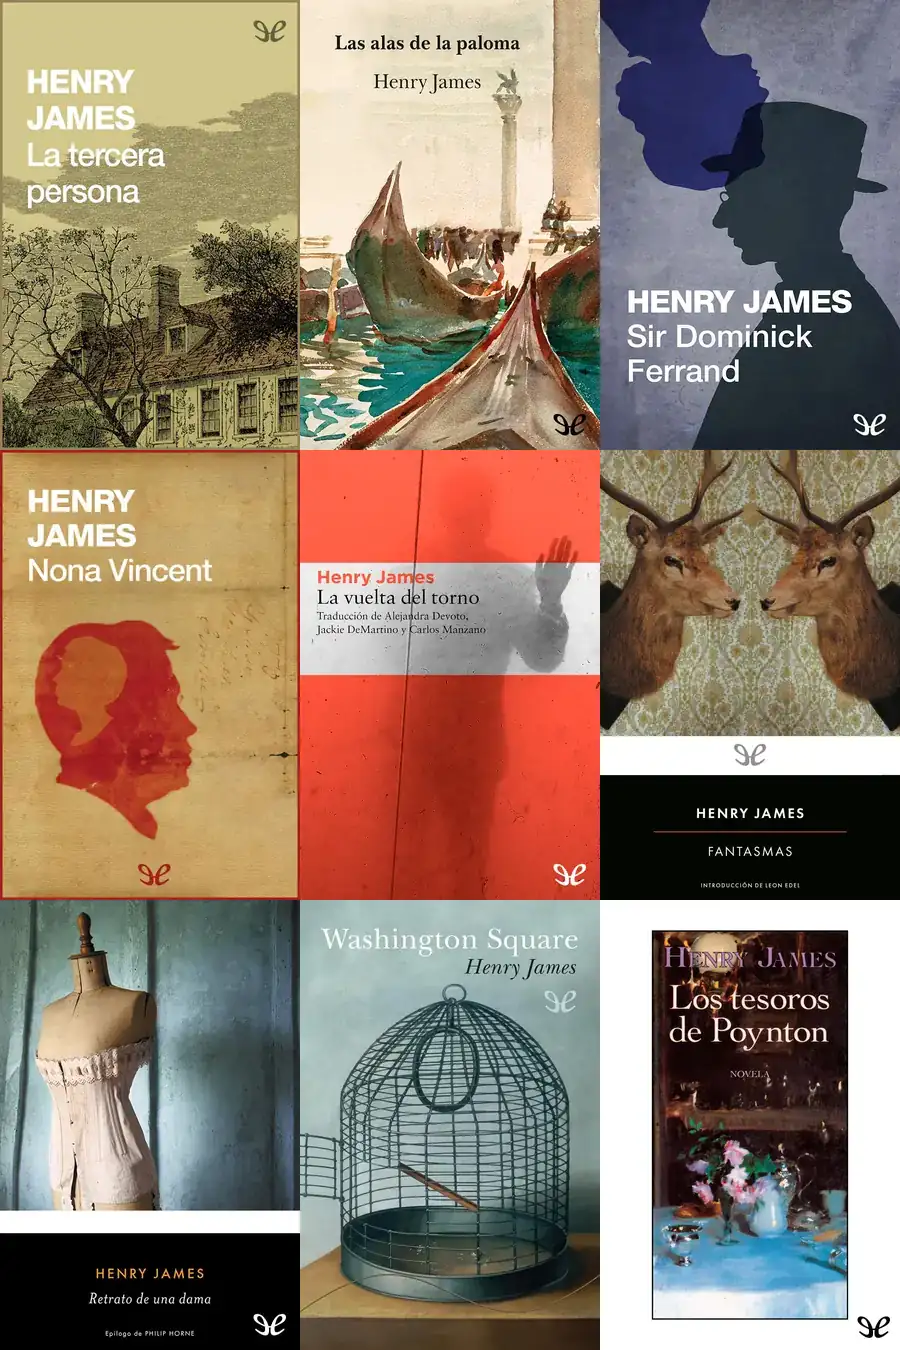 HENRY
JAMES
La tercera
persona
Las alas de la paloma
Henry James
HENRY JAMES
Sir Dominick
Ferrand
HENRY
JAMES
Nona Vincent
Henry James
La vuelta del torno
Traducción de Alejandra Devoto,
Jackie DeMartino y Carlos Manzano
HENRY JAMES
FANTASMAS
INTRODUCCIÓN DE LEON EDEL
HENRY JAMES
Retrato de una dama
Epílogo de PHILIP HORNE
Washington Square
Henry James
HENRY JAMES
Los tesoros
de Poynton
NOVELA